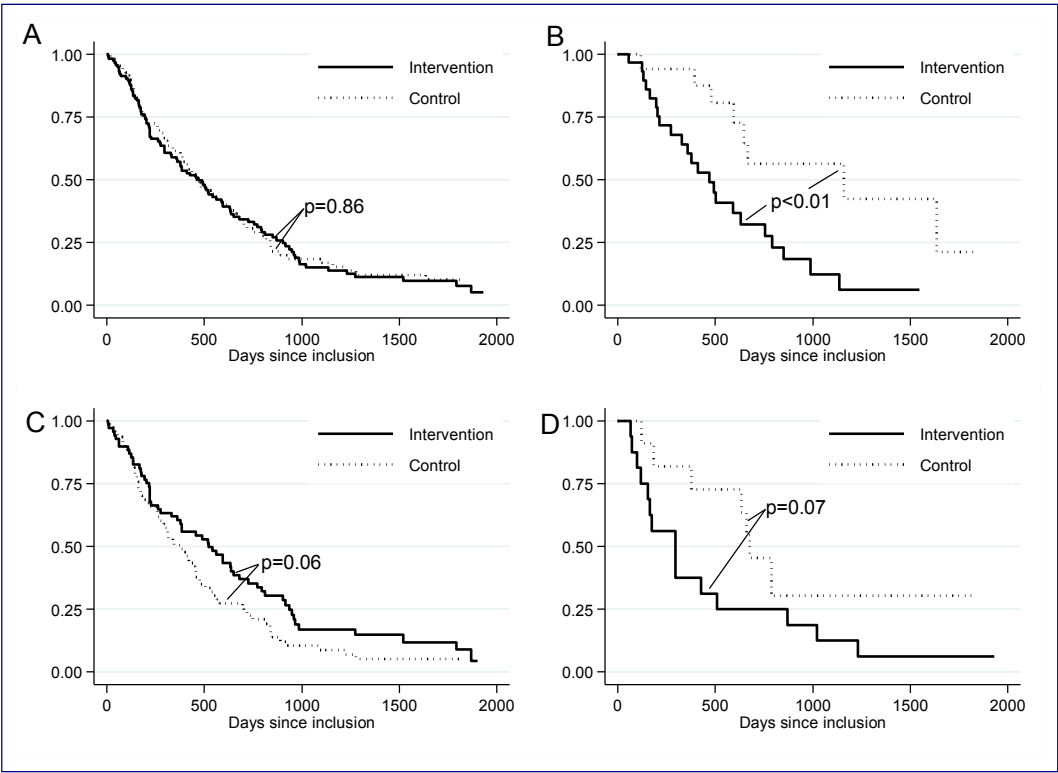 A
1.00
0.75
0.50
0.25
0.00
Intervention
Control
p=0.86
0 500 1000 1500 2000
Days since inclusion
B
1.00
0.75
0.50
0.25
0.00
Intervention
Control
p<0.01
0 500 1000 1500 2000
Days since inclusion
C
1.00
0.75
0.50
0.25
0.00
Intervention
Control
p=0.06
0 500 1000 1500 2000
Days since inclusion
D
1.00
0.75
0.50
0.25
0.00
Intervention
Control
p=0.07
0 500 1000 1500 2000
Days since inclusion